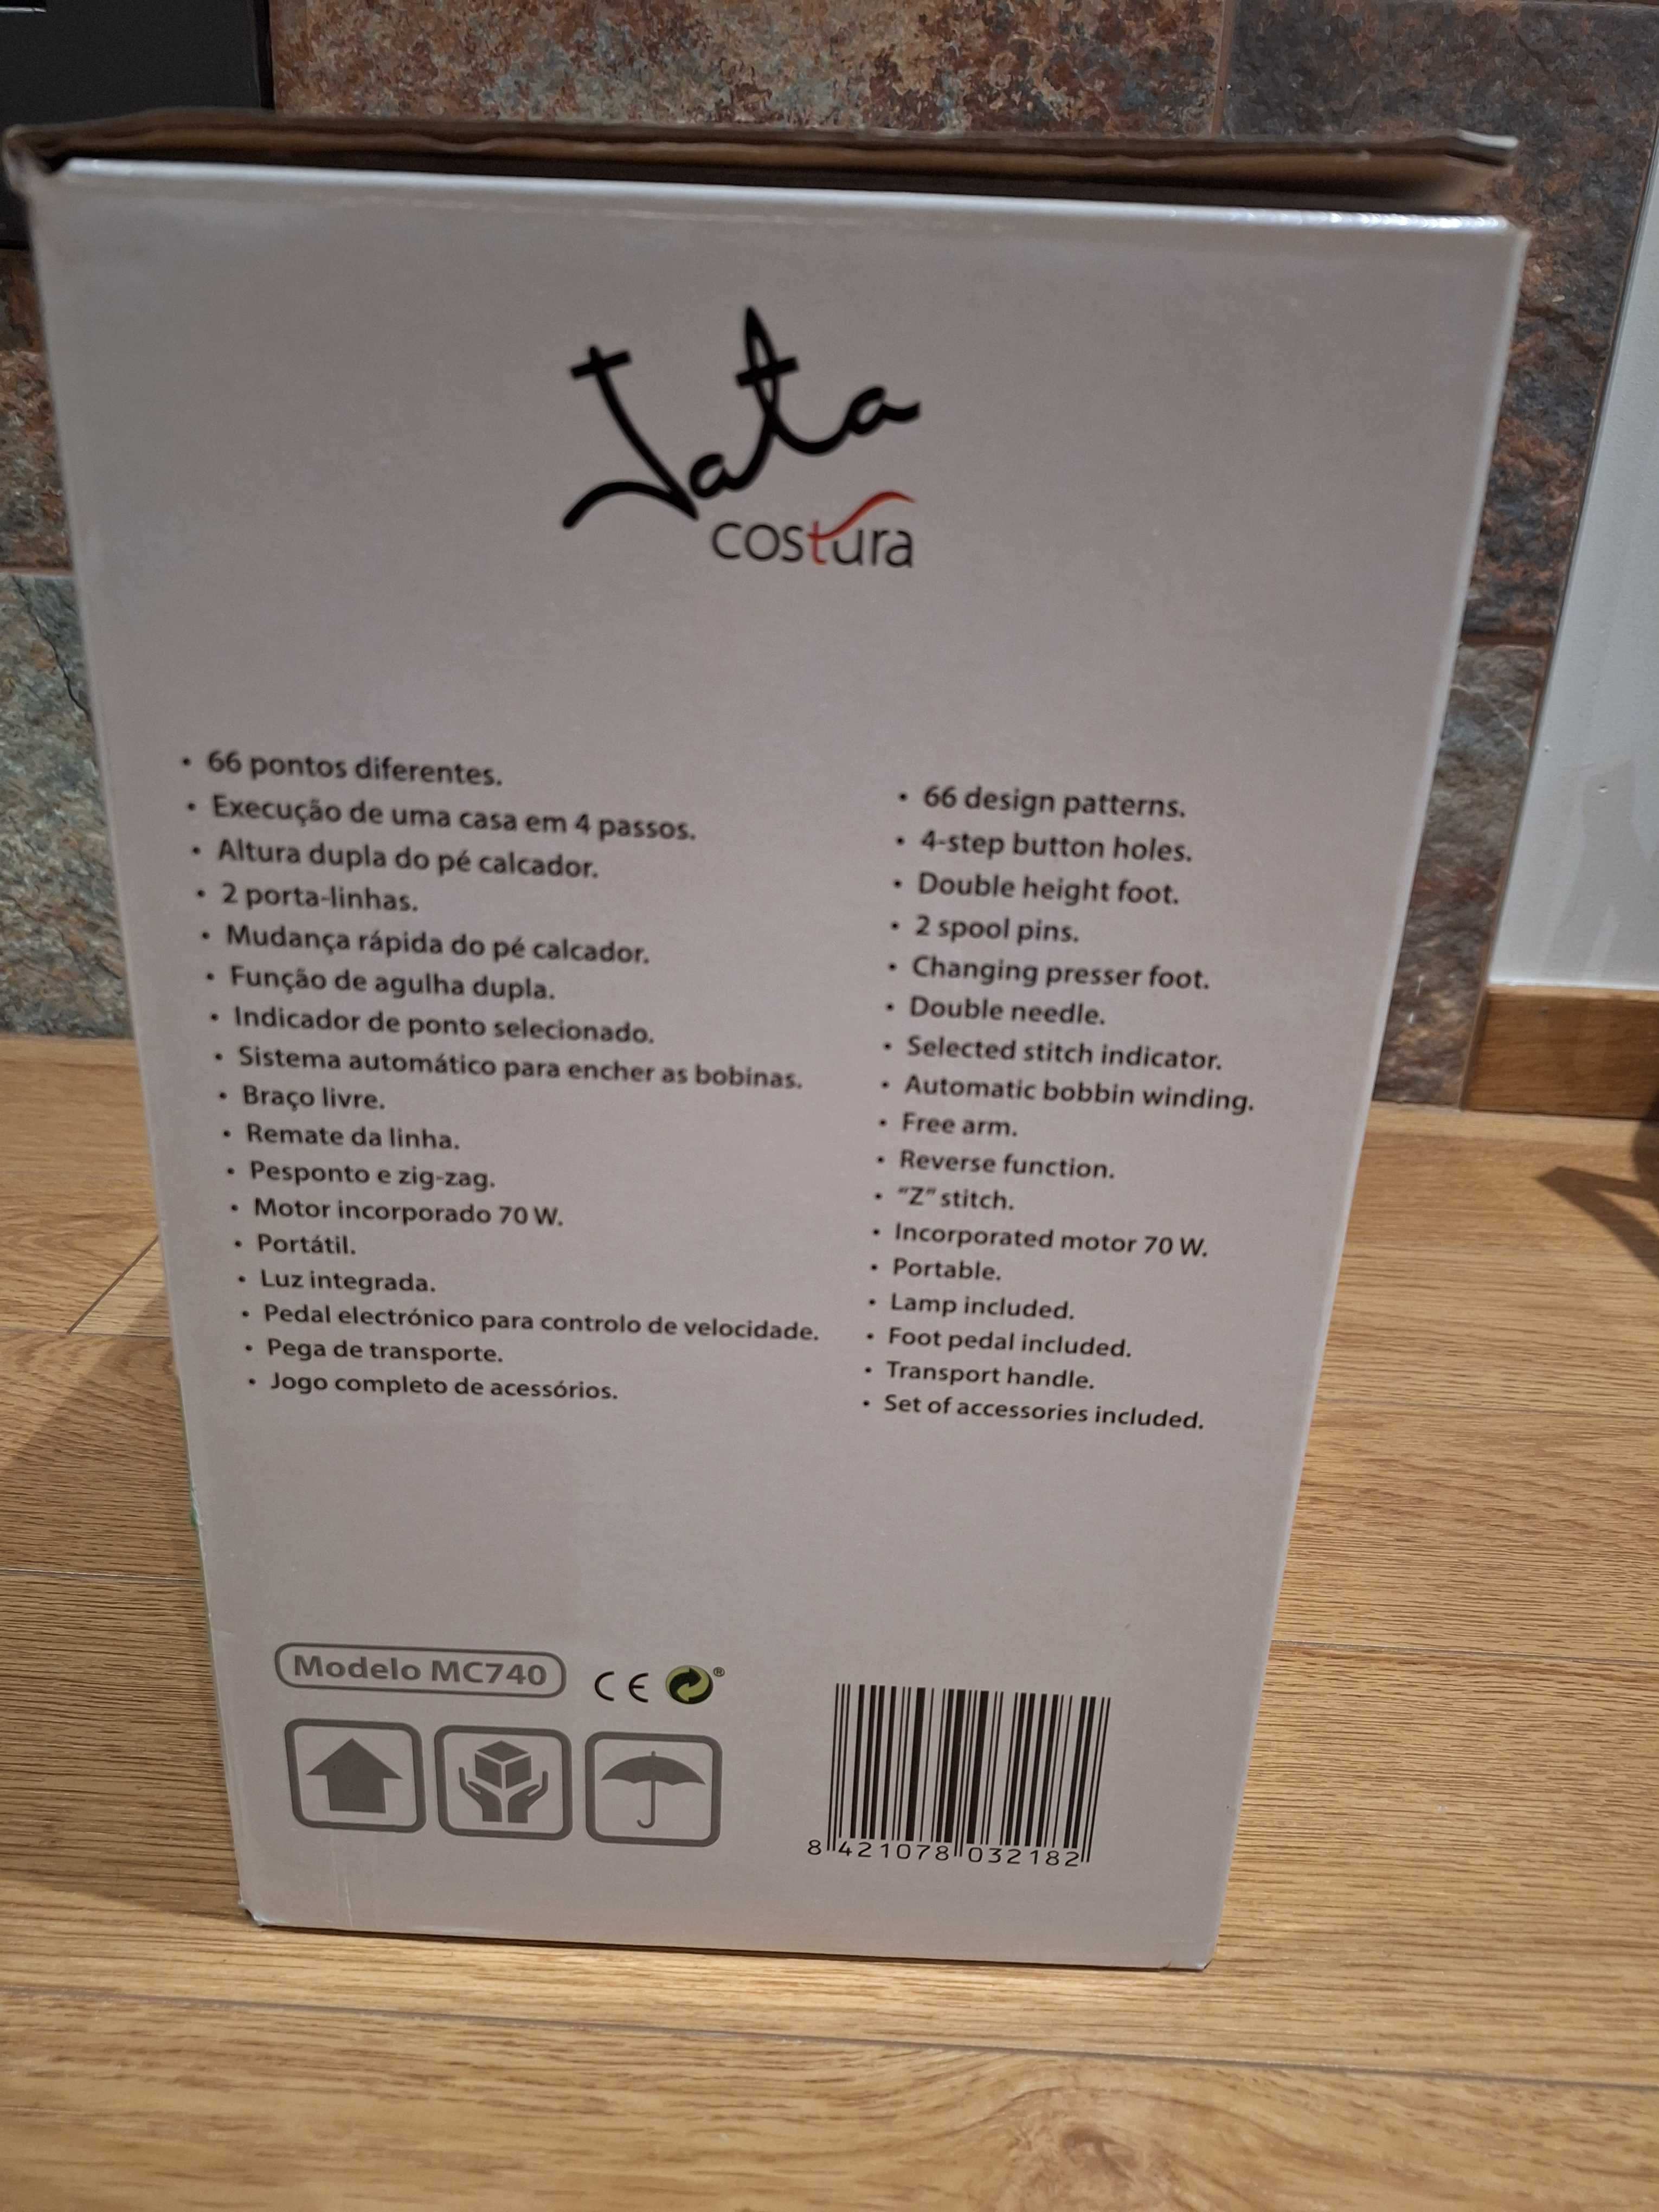 Jata
costura
• 66 pontos diferentes.
• Execução de uma casa em 4 passos.
• Altura dupla do pé calcador.
• 2 porta-linhas.
• Mudança rápida do pé calcador.
• Função de agulha dupla.
• Indicador de ponto selecionado.
• Sistema automático para encher as bobinas.
• Braço livre.
• Remate da linha.
• Pesponto e zig-zag.
• Motor incorporado 70 W.
• Portátil.
• Luz integrada.
• Pedal electrónico para controlo de velocidade.
• Pega de transporte.
• Jogo completo de acessórios.
• 66 design patterns.
• 4-step button holes.
• Double height foot.
• 2 spool pins.
• Changing presser foot.
• Double needle.
• Selected stitch indicator.
• Automatic bobbin winding.
• Free arm.
• Reverse function.
• “Z” stitch.
• Incorporated motor 70 W.
• Portable.
• Lamp included.
• Foot pedal included.
• Transport handle.
• Set of accessories included.
Modelo MC740 CE ®
8 421078 032182